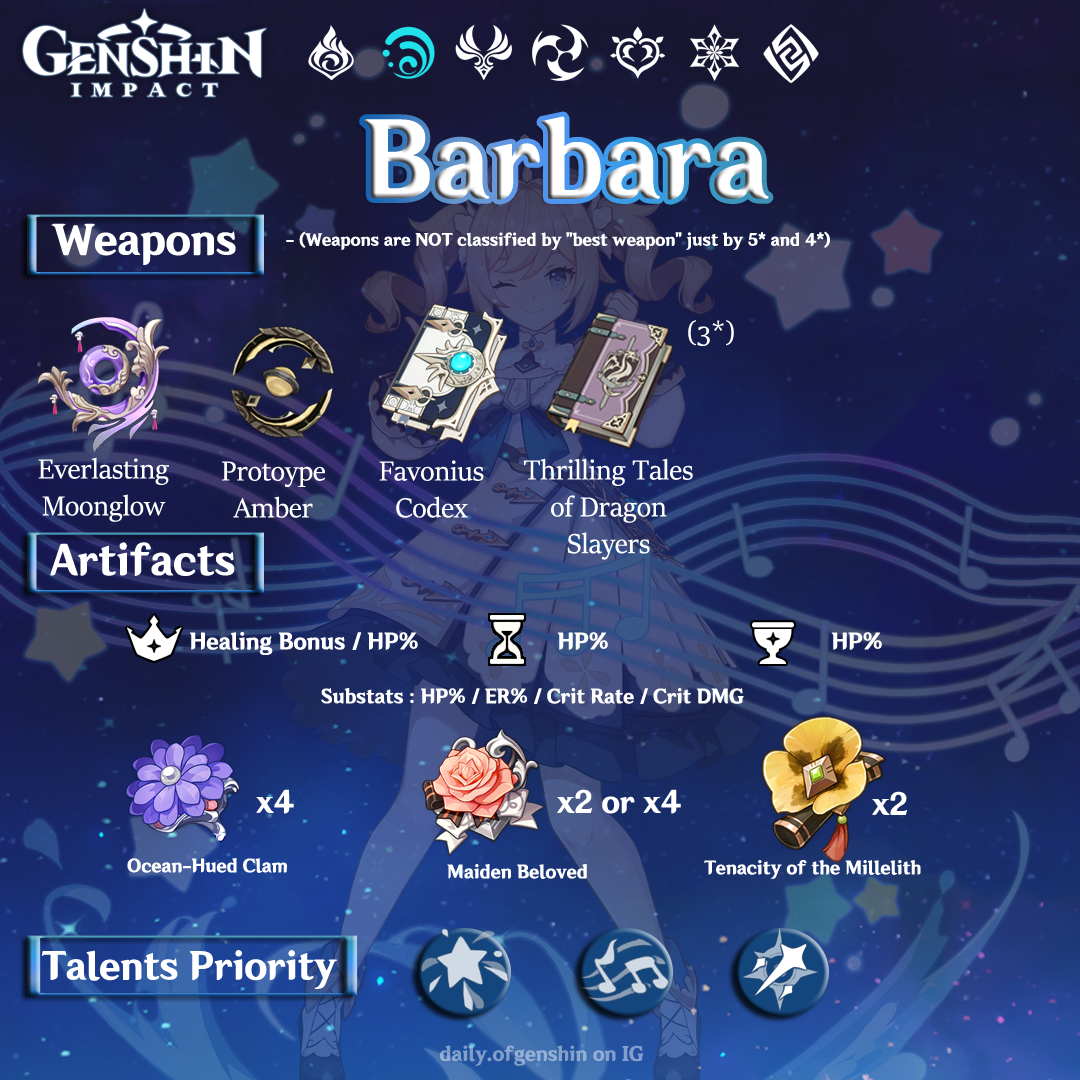 GENSHIN
IMPACT
Barbara
Weapons
- (Weapons are NOT classified by "best weapon" just by 5* and 4*)
(3*)
Everlasting
Moonglow
Protoype
Amber
Favonius
Codex
Thrilling Tales
of Dragon
Slayers
Artifacts
Healing Bonus / HP%
HP%
HP%
Substats : HP% / ER% / Crit Rate / Crit DMG
x4
x2 or x4
x2
Ocean-Hued Clam
Maiden Beloved
Tenacity of the Millelith
Talents Priority
daily.ofgenshin on IG